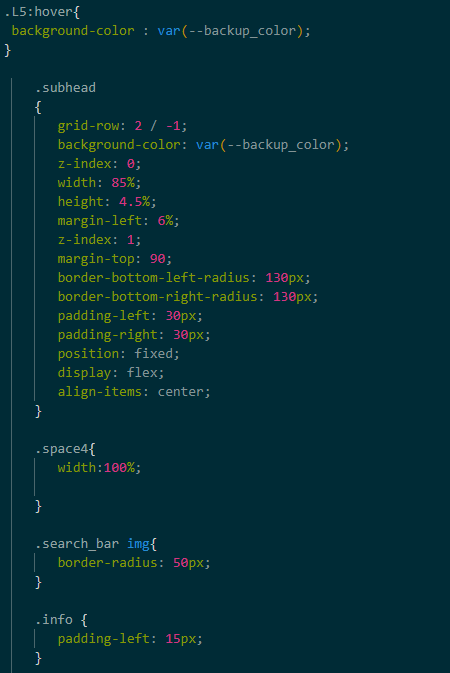 .L5:hover{
background-color : var(--backup_color);
}
.subhead
{
grid-row: 2 / -1;
background-color: var(--backup_color);
z-index: 0;
width: 85%;
height: 4.5%;
margin-left: 6%;
z-index: 1;
margin-top: 90;
border-bottom-left-radius: 130px;
border-bottom-right-radius: 130px;
padding-left: 30px;
padding-right: 30px;
position: fixed;
display: flex;
align-items: center;
}
.space4{
width:100%;
}
.search_bar img{
border-radius: 50px;
}
.info {
padding-left: 15px;
}